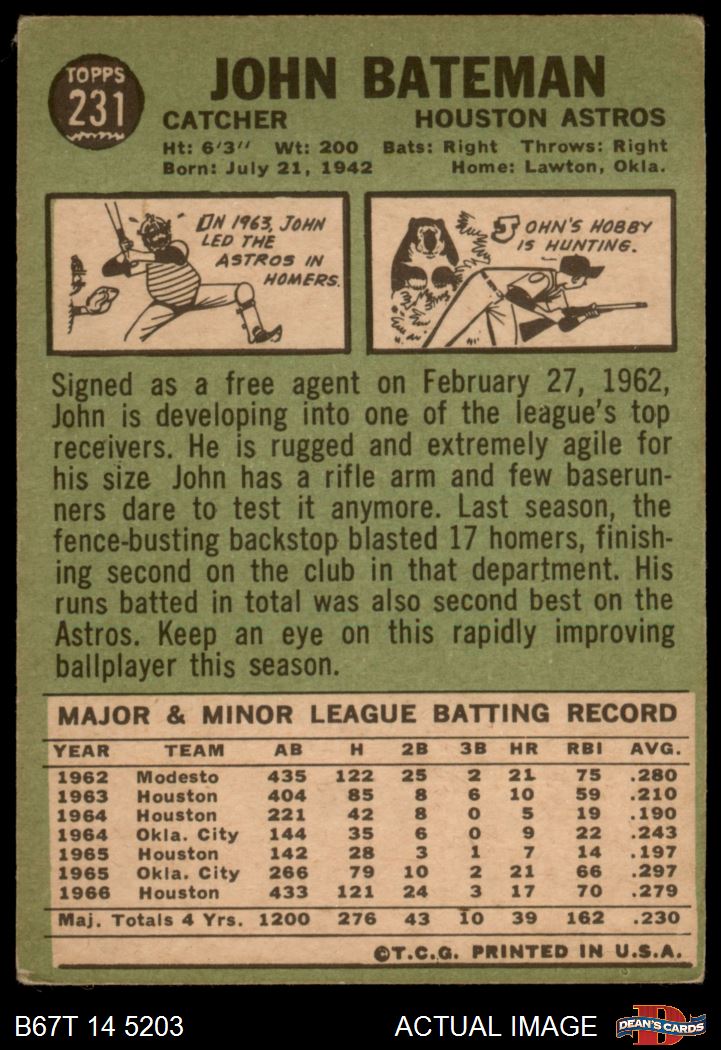 TOPPS
231
JOHN BATEMAN
CATCHER HOUSTON ASTROS
Ht: 6'3" Wt: 200 Bats: Right Throws: Right
Born: July 21, 1942 Home: Lawton, Okla.
IN 1963, JOHN
LED THE
ASTROS IN
HOMERS.
JOHN'S HOBBY
IS HUNTING.
Signed as a free agent on February 27, 1962,
John is developing into one of the league's top
receivers. He is rugged and extremely agile for
his size John has a rifle arm and few baserun-
ners dare to test it anymore. Last season, the
fence-busting backstop blasted 17 homers, finish-
ing second on the club in that department. His
runs batted in total was also second best on the
Astros. Keep an eye on this rapidly improving
ballplayer this season.
MAJOR & MINOR LEAGUE BATTING RECORD
YEAR TEAM AB H 2B 3B HR RBI AVG.
1962 Modesto 435 122 25 2 21 75 .280
1963 Houston 404 85 8 6 10 59 .210
1964 Houston 221 42 8 0 5 19 .190
1964 Okla. City 144 35 6 0 9 22 .243
1965 Houston 142 28 3 1 7 14 .197
1965 Okla. City 266 79 10 2 21 66 .297
1966 Houston 433 121 24 3 17 70 .279
Maj. Totals 4 Yrs. 1200 276 43 10 39 162 .230
©T.C.G. PRINTED IN U.S.A.
B67T 14 5203 ACTUAL IMAGE
D
DEAN'S CARDS